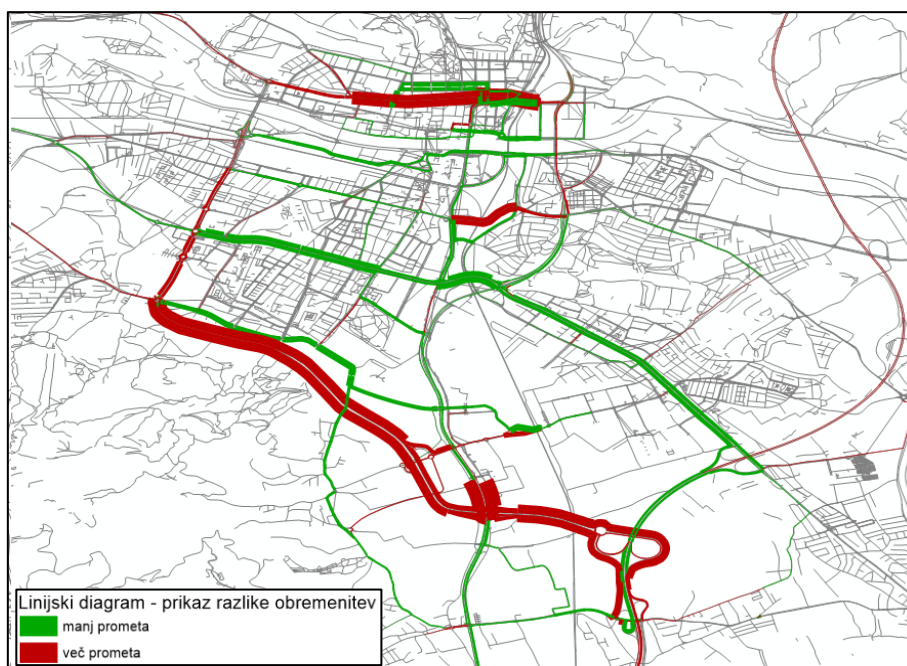 Linijski diagram - prikaz razlike obremenitev
manj prometa
več prometa